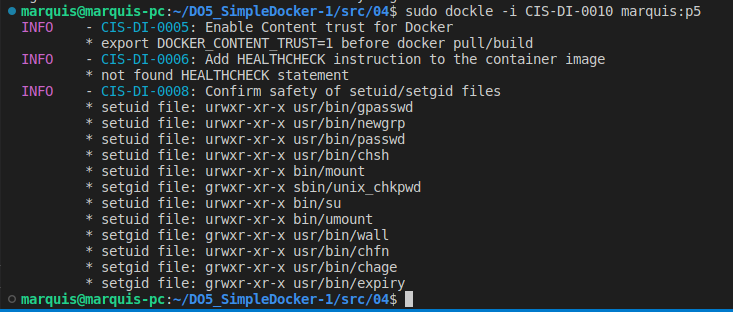 marquis@marquis-pc:~/DO5_SimpleDocker-1/src/04$ sudo dockle -i CIS-DI-0010 marquis:p5
INFO - CIS-DI-0005: Enable Content trust for Docker
* export DOCKER_CONTENT_TRUST=1 before docker pull/build
INFO - CIS-DI-0006: Add HEALTHCHECK instruction to the container image
* not found HEALTHCHECK statement
INFO - CIS-DI-0008: Confirm safety of setuid/setgid files
* setuid file: urwxr-xr-x usr/bin/gpasswd
* setuid file: urwxr-xr-x usr/bin/newgrp
* setuid file: urwxr-xr-x usr/bin/passwd
* setuid file: urwxr-xr-x usr/bin/chsh
* setuid file: urwxr-xr-x bin/mount
* setgid file: grwxr-xr-x sbin/unix_chkpwd
* setuid file: urwxr-xr-x bin/su
* setuid file: urwxr-xr-x bin/umount
* setgid file: grwxr-xr-x usr/bin/wall
* setuid file: urwxr-xr-x usr/bin/chfn
* setgid file: grwxr-xr-x usr/bin/chage
* setgid file: grwxr-xr-x usr/bin/expiry
marquis@marquis-pc:~/DO5_SimpleDocker-1/src/04$